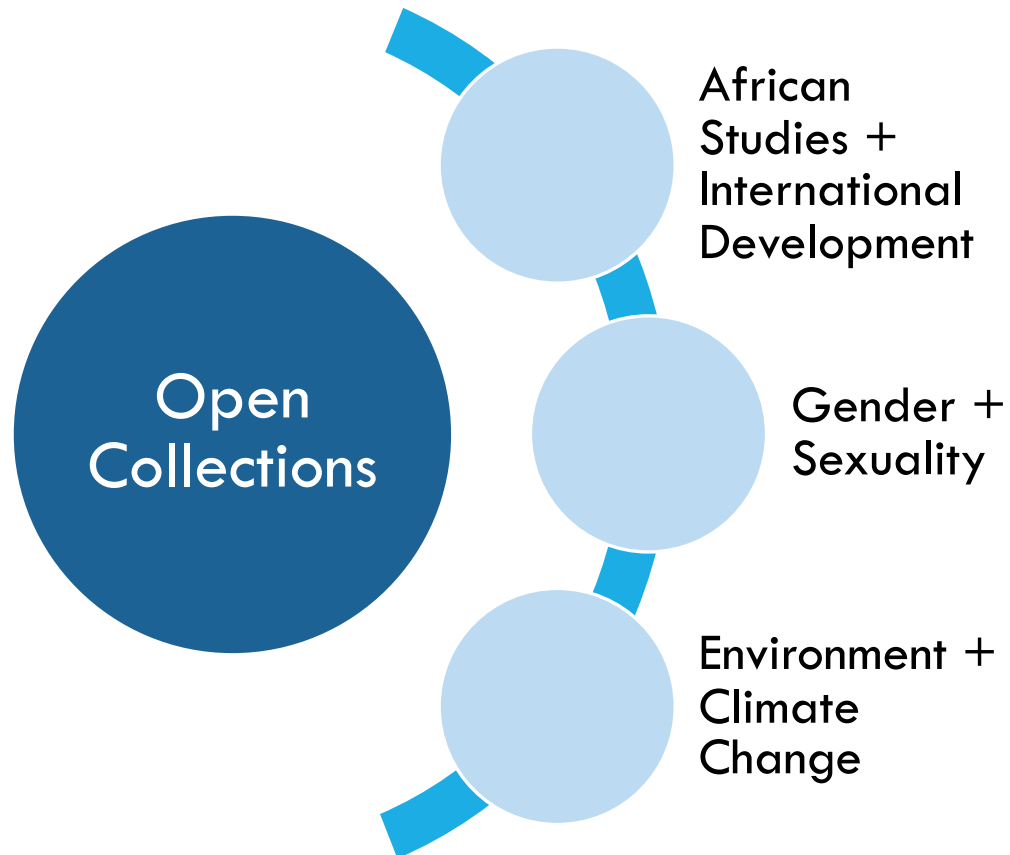 Open
Collections
African
Studies +
International
Development
Gender +
Sexuality
Environment +
Climate
Change